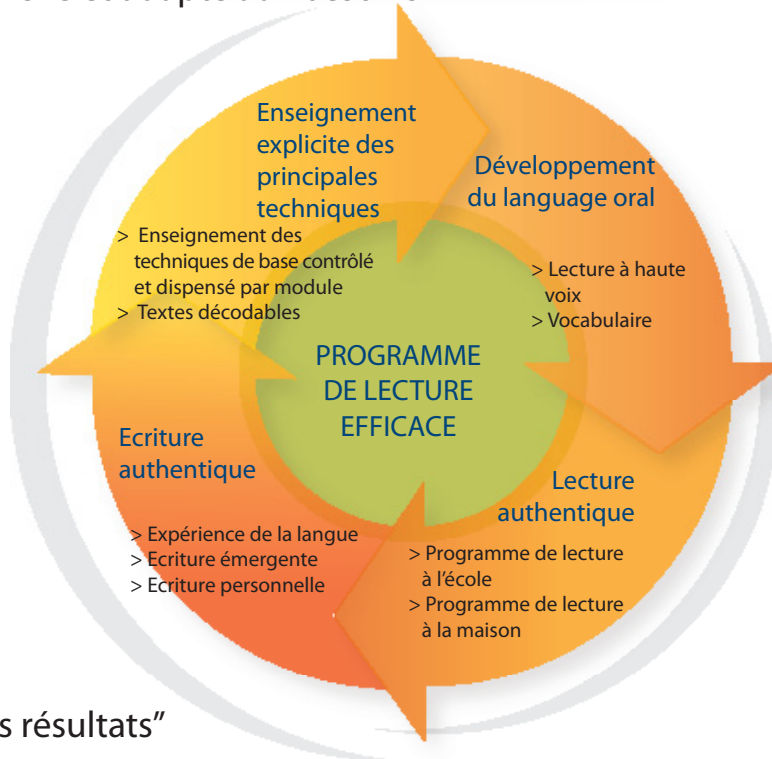 Enseignement
explicite des
principales
techniques
> Enseignement des
techniques de base contrôlé
et dispensé par module
> Textes décodables
Développement
du language oral
> Lecture à haute
voix
> Vocabulaire
PROGRAMME
DE LECTURE
EFFICACE
Lecture
authentique
> Programme de lecture
à l’école
> Programme de lecture
à la maison
Ecriture
authentique
> Expérience de la langue
> Ecriture émergente
> Ecriture personnelle
s résultats”